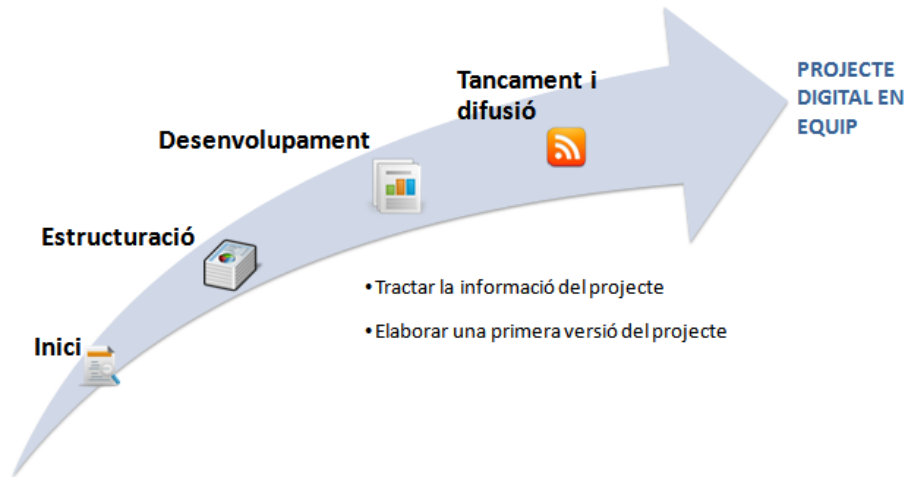 Tancament i
difusió
PROJECTE
DIGITAL EN
EQUIP
Desenvolupament
Estructuració
• Tractar la informació del projecte
• Elaborar una primera versió del projecte
Inici